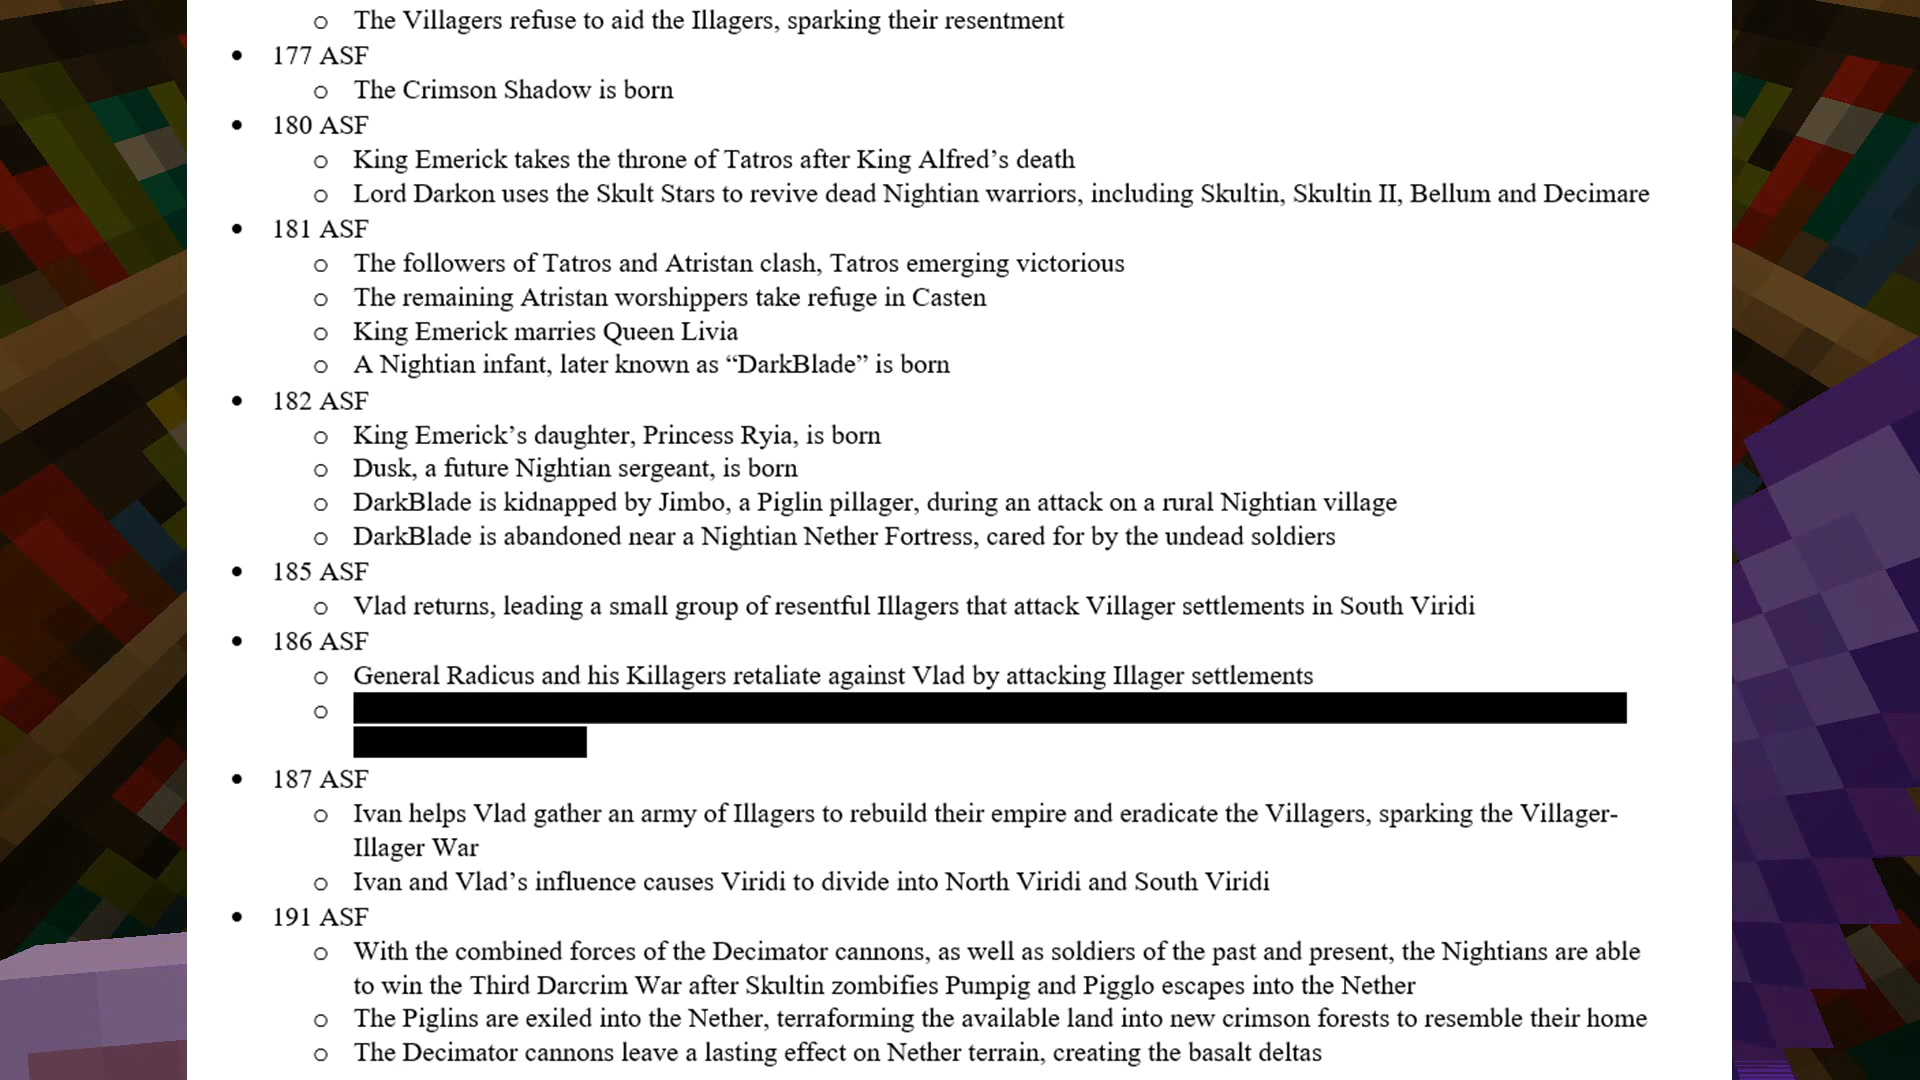 o The Villagers refuse to aid the Illagers, sparking their resentment
• 177 ASF
o The Crimson Shadow is born
• 180 ASF
o King Emerick takes the throne of Tatros after King Alfred’s death
o Lord Darkon uses the Skult Stars to revive dead Nightian warriors, including Skultin, Skultin II, Bellum and Decimare
• 181 ASF
o The followers of Tatros and Atristan clash, Tatros emerging victorious
o The remaining Atristan worshippers take refuge in Casten
o King Emerick marries Queen Livia
o A Nightian infant, later known as “DarkBlade” is born
• 182 ASF
o King Emerick’s daughter, Princess Ryia, is born
o Dusk, a future Nightian sergeant, is born
o DarkBlade is kidnapped by Jimbo, a Piglin pillager, during an attack on a rural Nightian village
o DarkBlade is abandoned near a Nightian Nether Fortress, cared for by the undead soldiers
• 185 ASF
o Vlad returns, leading a small group of resentful Illagers that attack Villager settlements in South Viridi
• 186 ASF
o General Radicus and his Killagers retaliate against Vlad by attacking Illager settlements
o
• 187 ASF
o Ivan helps Vlad gather an army of Illagers to rebuild their empire and eradicate the Villagers, sparking the Villager-
Illager War
o Ivan and Vlad’s influence causes Viridi to divide into North Viridi and South Viridi
• 191 ASF
o With the combined forces of the Decimator cannons, as well as soldiers of the past and present, the Nightians are able
to win the Third Darcrim War after Skultin zombifies Pumpig and Pigglo escapes into the Nether
o The Piglins are exiled into the Nether, terraforming the available land into new crimson forests to resemble their home
o The Decimator cannons leave a lasting effect on Nether terrain, creating the basalt deltas